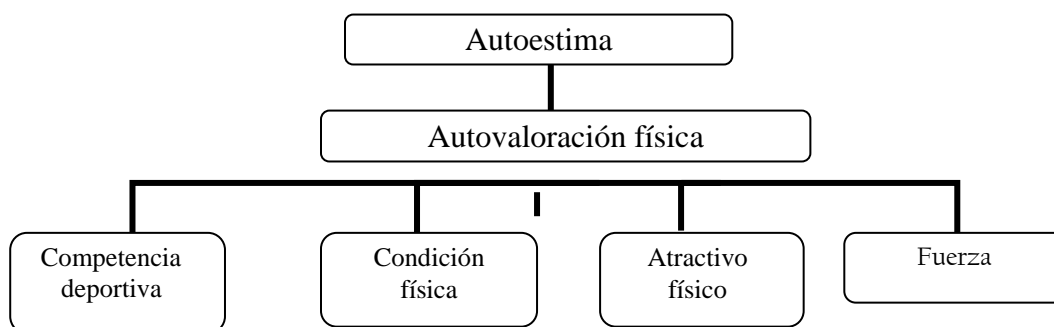 Autoestima
Autovaloración física
Competencia
deportiva
Condición
física
Atractivo
físico
Fuerza